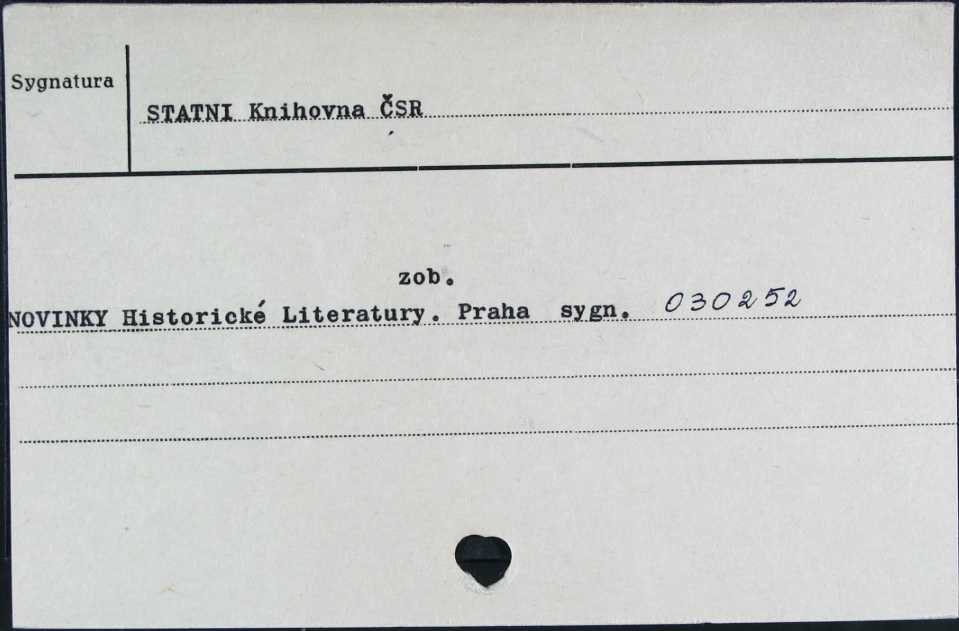 Sygnatura
STATNI Knihovna ČSR
zob.
NOVINKY Historické Literatury. Praha sygn. 030252